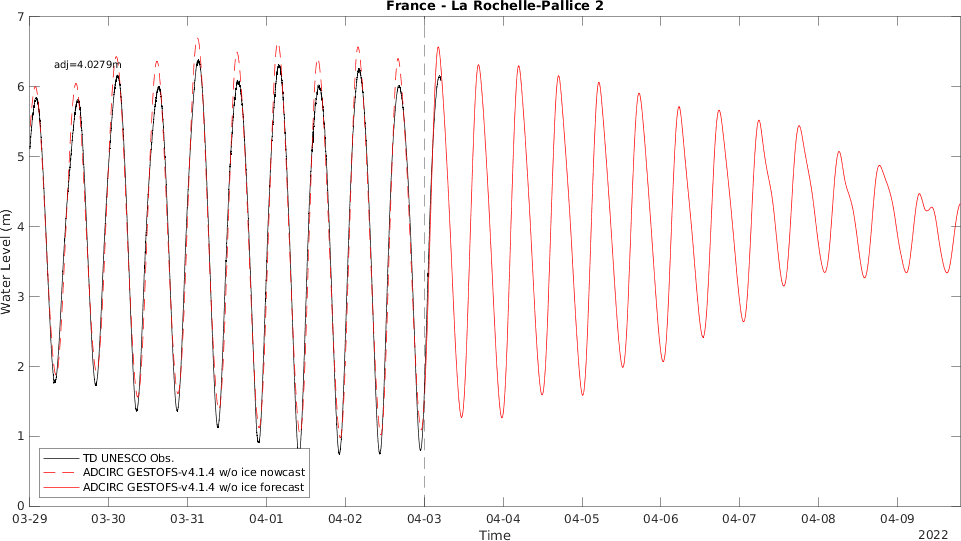 France - La Rochelle-Pallice 2
7
adj=4.0279m
6
5
4
3
2
1
0
Water Level (m)
TD UNESCO Obs.
ADCIRC GESTOFS-v4.1.4 w/o ice nowcast
ADCIRC GESTOFS-v4.1.4 w/o ice forecast
03-29 03-30 03-31 04-01 04-02 04-03 04-04 04-05 04-06 04-07 04-08 04-09
Time
2022